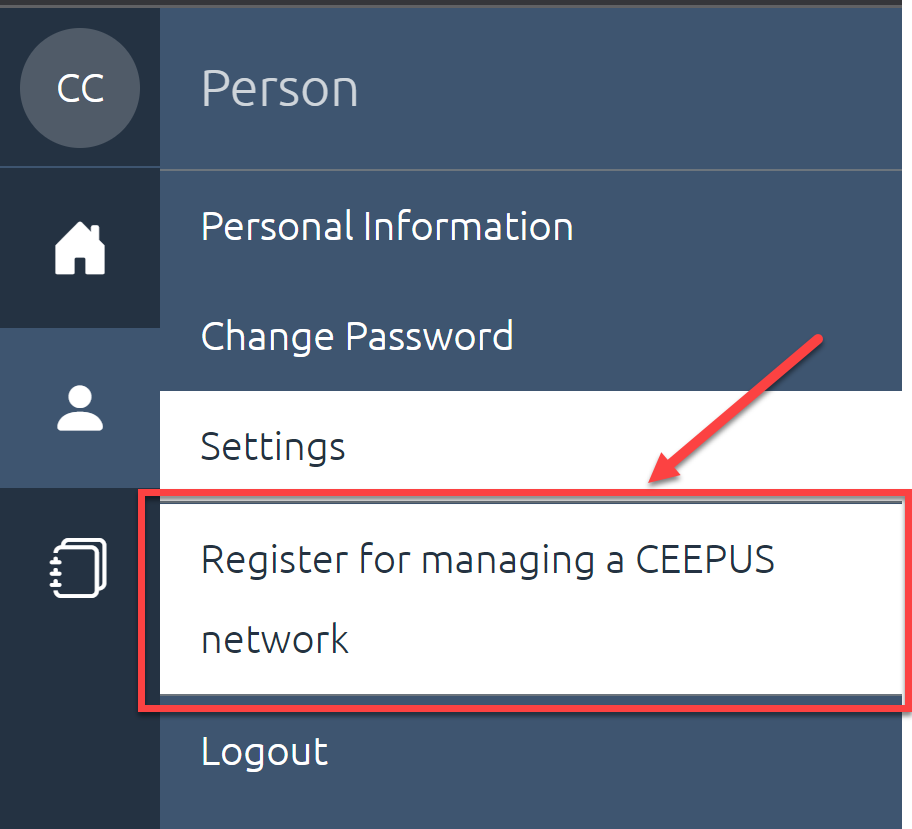 CC
Person
Personal Information
Change Password
Settings
Register for managing a CEEPUS
network
Logout